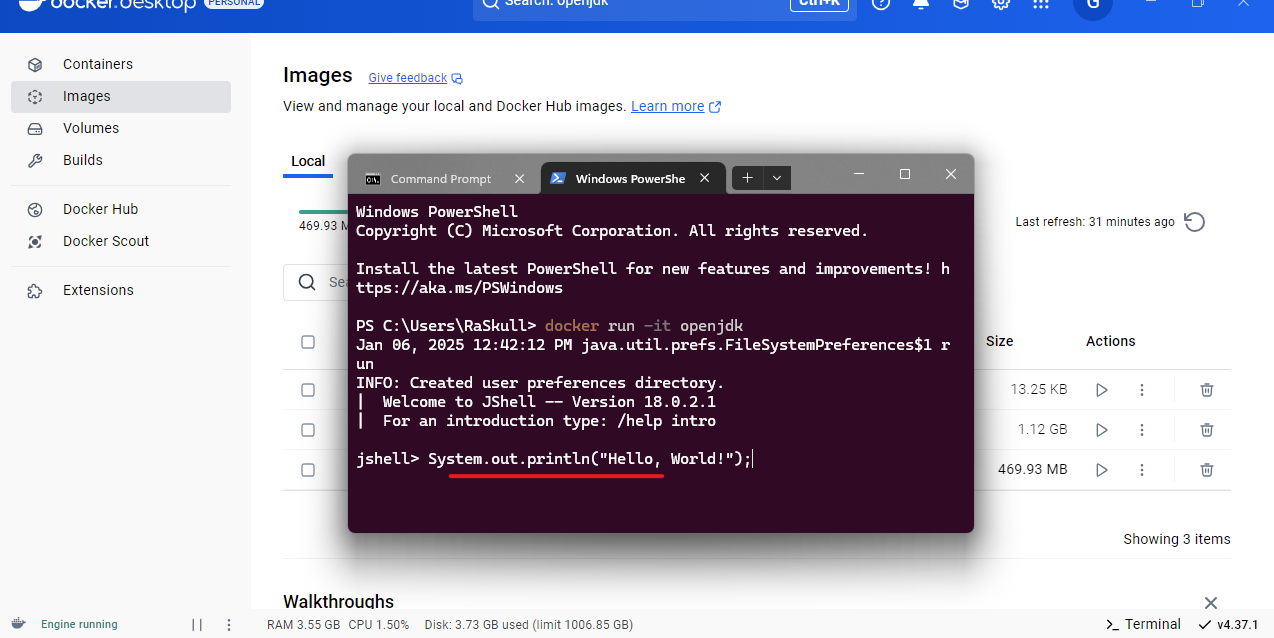 docker.desktop PERSONAL
Search: openjdk
Ctrl+K
G
Containers
Images
Volumes
Builds
Docker Hub
Docker Scout
Extensions
Images
Give feedback
View and manage your local and Docker Hub images. Learn more
Local
469.93 M
Last refresh: 31 minutes ago
Sea
Size
Actions
13.25 KB
1.12 GB
469.93 MB
Showing 3 items
Walkthroughs
Command Prompt
Windows PowerShe
Windows PowerShell
Copyright (C) Microsoft Corporation. All rights reserved.
Install the latest PowerShell for new features and improvements! h
ttps://aka.ms/PSWindows
PS C:\Users\RaSkull> docker run -it openjdk
Jan 06, 2025 12:42:12 PM java.util.prefs.FileSystemPreferences$1 r
un
INFO: Created user preferences directory.
|  Welcome to JShell -- Version 18.0.2.1
|  For an introduction type: /help intro
jshell> System.out.println("Hello, World!");
Engine running
RAM 3.55 GB CPU 1.50% Disk: 3.73 GB used (limit 1006.85 GB)
>_ Terminal
v4.37.1